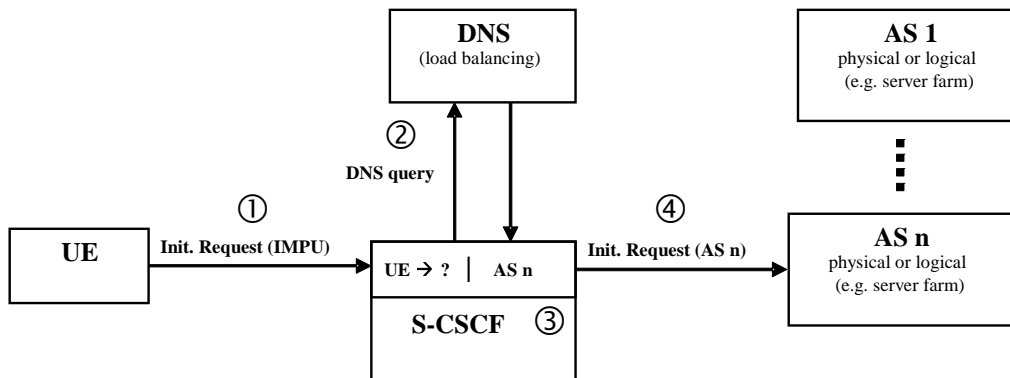 DNS
(load balancing)
AS 1
physical or logical
(e.g. server farm)
②
DNS query
①
④
UE
Init. Request (IMPU)
UE → ? | AS n
Init. Request (AS n)
AS n
physical or logical
(e.g. server farm)
S-CSCF
③